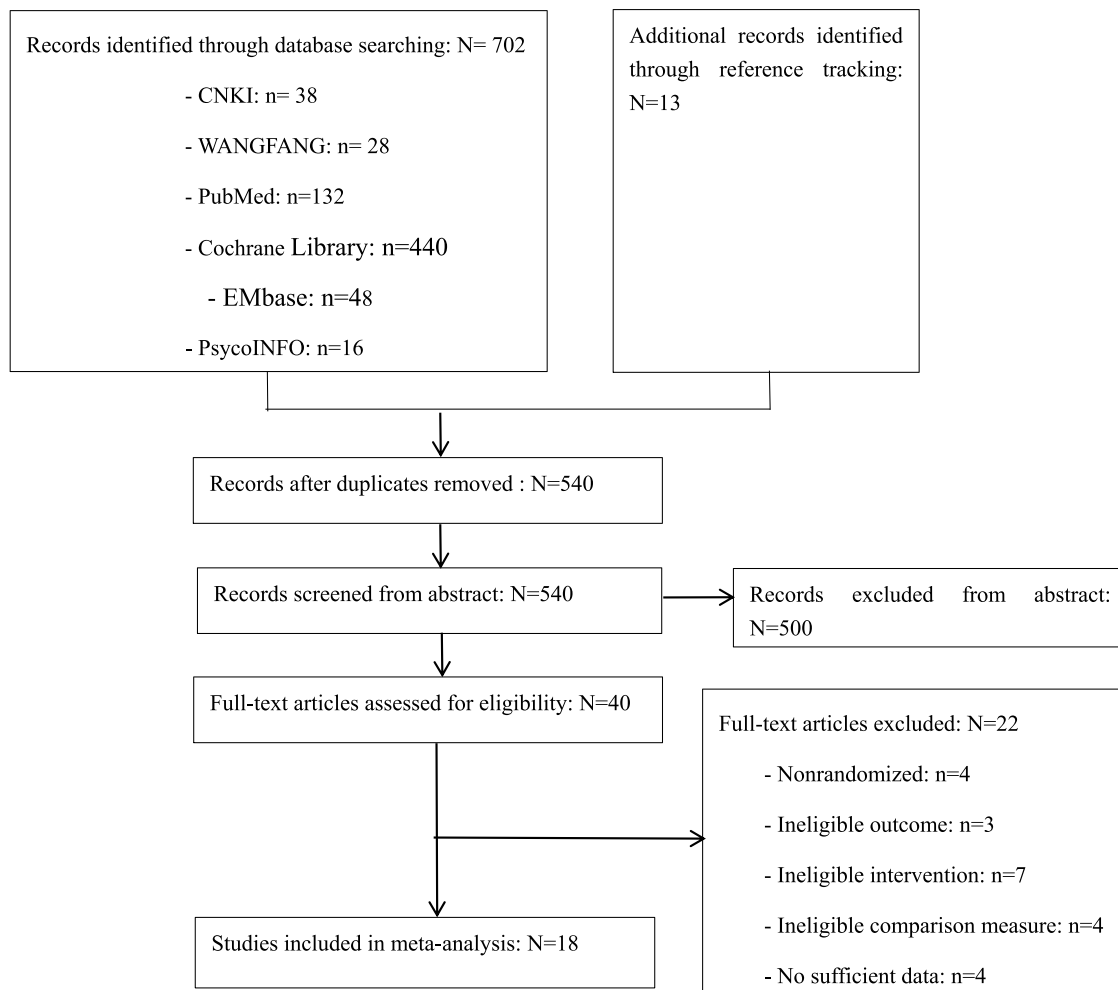 Records identified through database searching: N= 702
- CNKI: n= 38
- WANGFANG: n= 28
- PubMed: n=132
- Cochrane Library: n=440
- EMbase: n=48
- PsycoINFO: n=16
Additional records identified
through reference tracking:
N=13
Records after duplicates removed : N=540
Records screened from abstract: N=540
Records excluded from abstract:
N=500
Full-text articles assessed for eligibility: N=40
Full-text articles excluded: N=22
- Nonrandomized: n=4
- Ineligible outcome: n=3
- Ineligible intervention: n=7
- Ineligible comparison measure: n=4
- No sufficient data: n=4
Studies included in meta-analysis: N=18